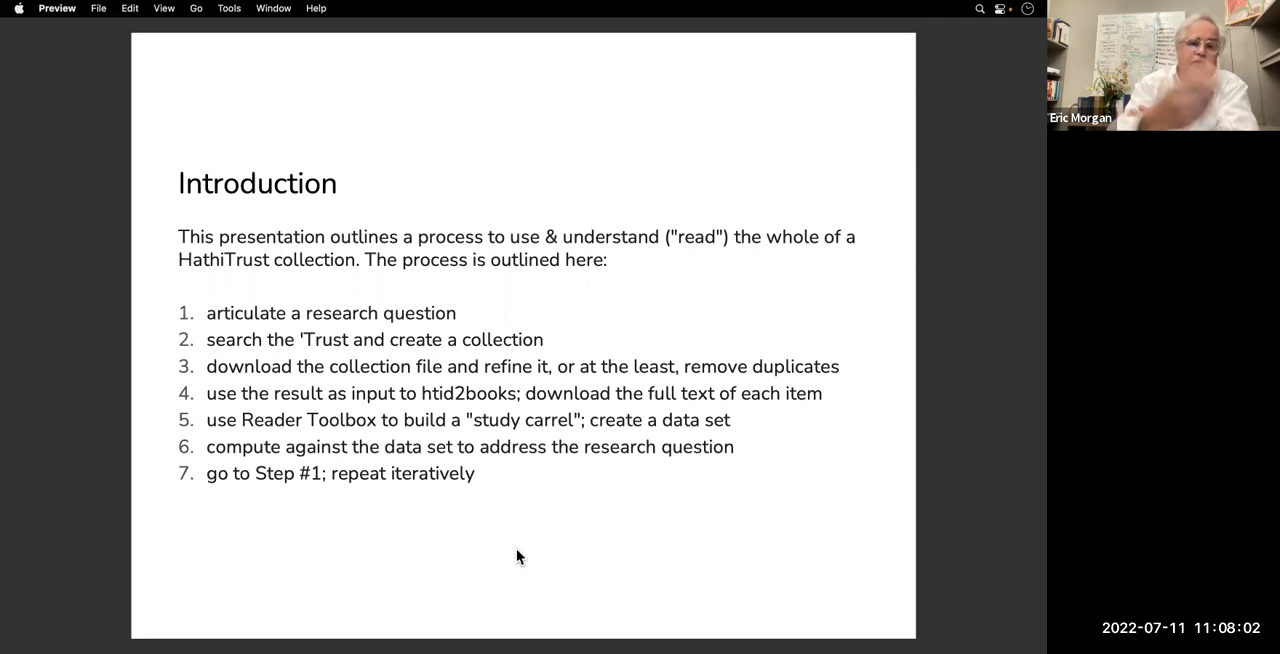 Preview File Edit View Go Tools Window Help
Eric Morgan
Introduction
This presentation outlines a process to use & understand ("read") the whole of a
HathiTrust collection. The process is outlined here:
1. articulate a research question
2. search the 'Trust and create a collection
3. download the collection file and refine it, or at the least, remove duplicates
4. use the result as input to htid2books; download the full text of each item
5. use Reader Toolbox to build a "study carrel"; create a data set
6. compute against the data set to address the research question
7. go to Step #1; repeat iteratively
2022-07-11 11:08:02